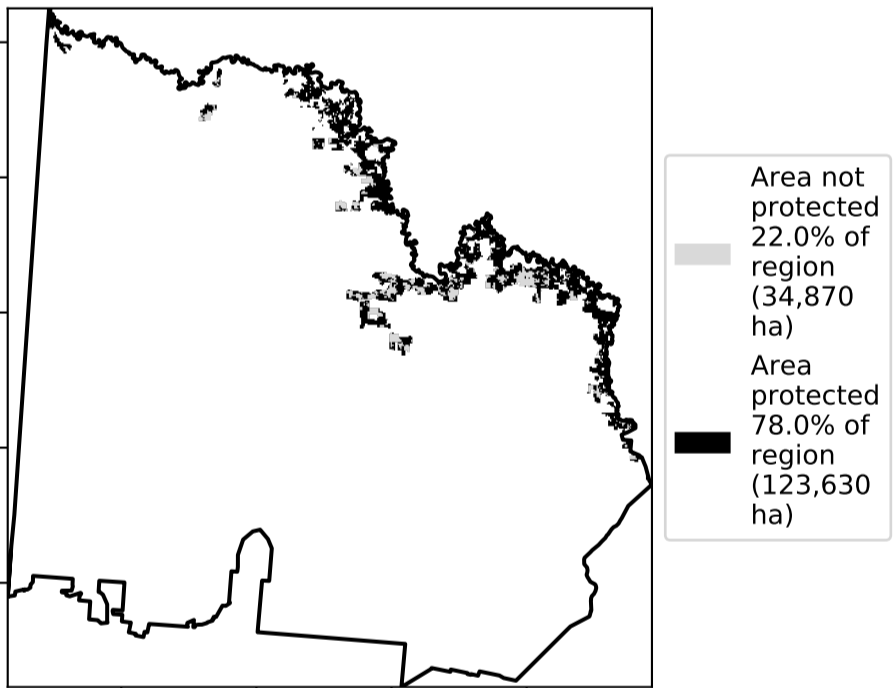 Area not
protected
22.0% of
region
(34,870
ha)
Area
protected
78.0% of
region
(123,630
ha)